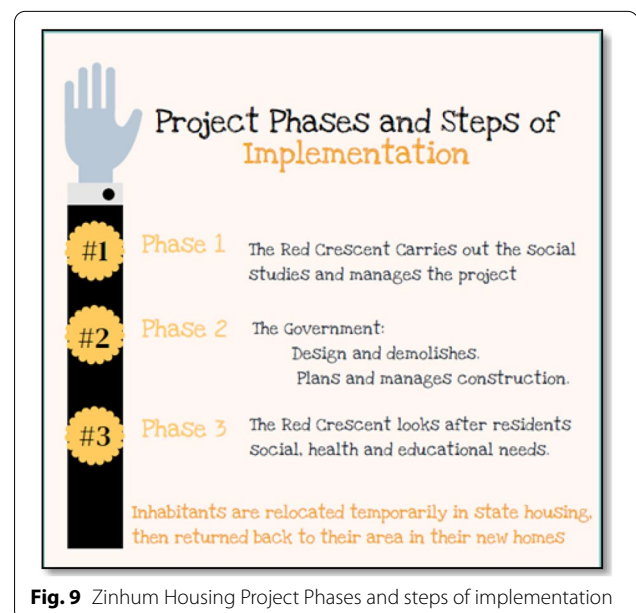 Project Phases and Steps of
Implementation
#1
Phase 1
The Red Crescent Carries out the social
studies and manages the project
#2
Phase 2
The Government:
Design and demolishes.
Plans and manages construction.
#3
Phase 3
The Red Crescent looks after residents
social, health and educational needs.
Inhabitants are relocated temporarily in state housing,
then returned back to their area in their new homes
Fig. 9 Zinhum Housing Project Phases and steps of implementation